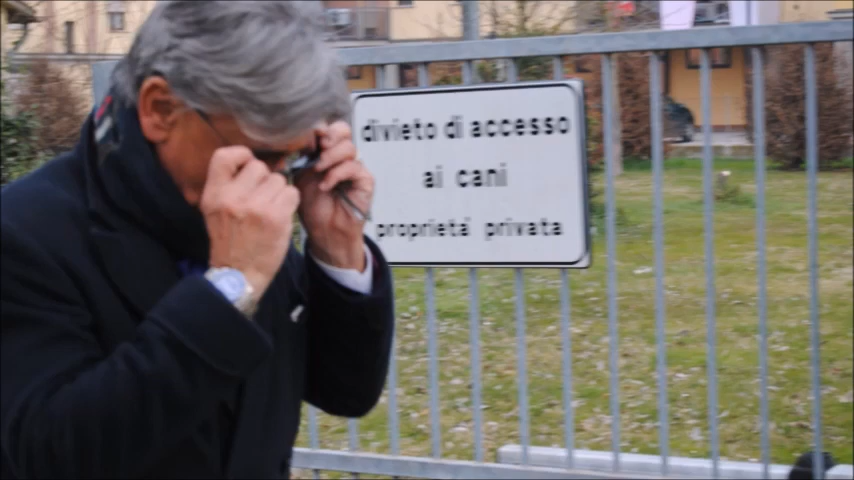 divieto di accesso
ai cani
proprieta' privata